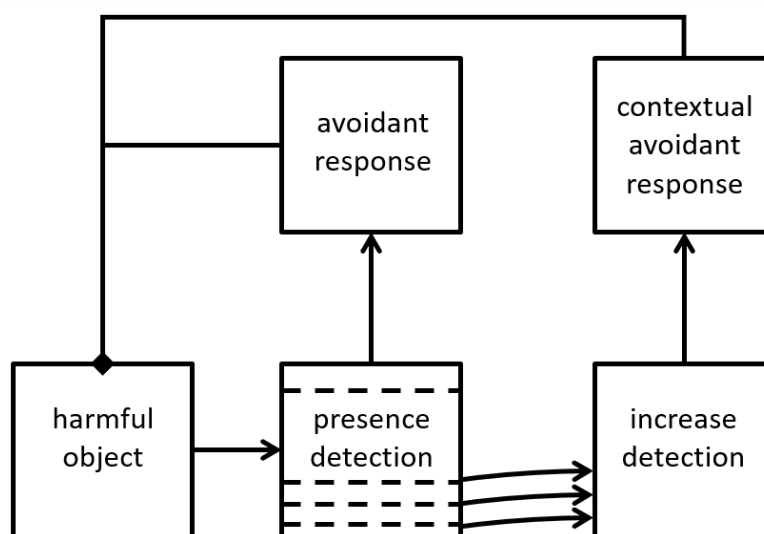 avoidant
response
contextual
avoidant
response
harmful
object
presence
detection
increase
detection